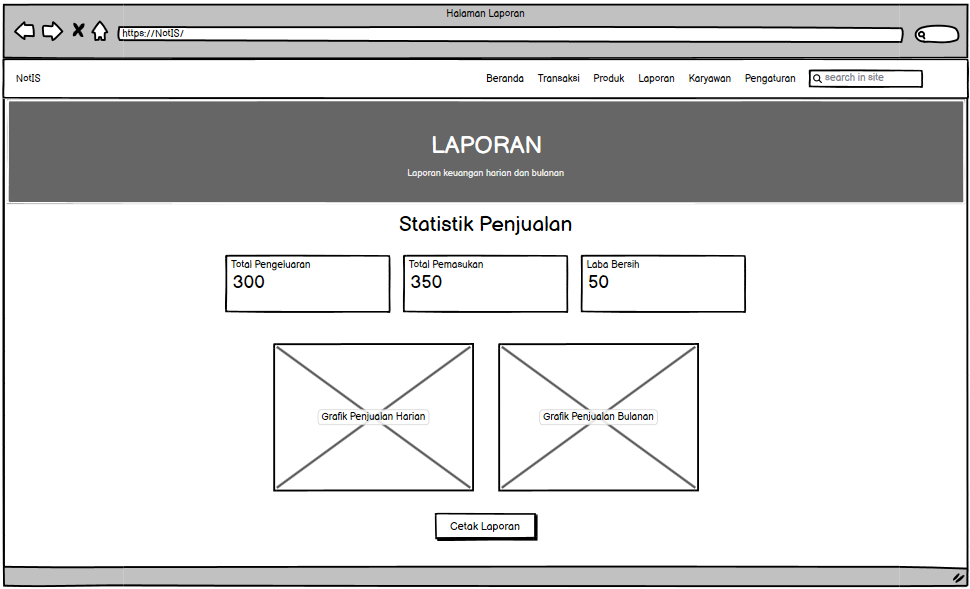 Halaman Laporan
https://NotIS/
NotIS
Beranda Transaksi Produk Laporan Karyawan Pengaturan search in site
LAPORAN
Laporan keuangan harian dan bulanan
Statistik Penjualan
Total Pengeluaran
300
Total Pemasukan
350
Laba Bersih
50
Grafik Penjualan Harian
Grafik Penjualan Bulanan
Cetak Laporan